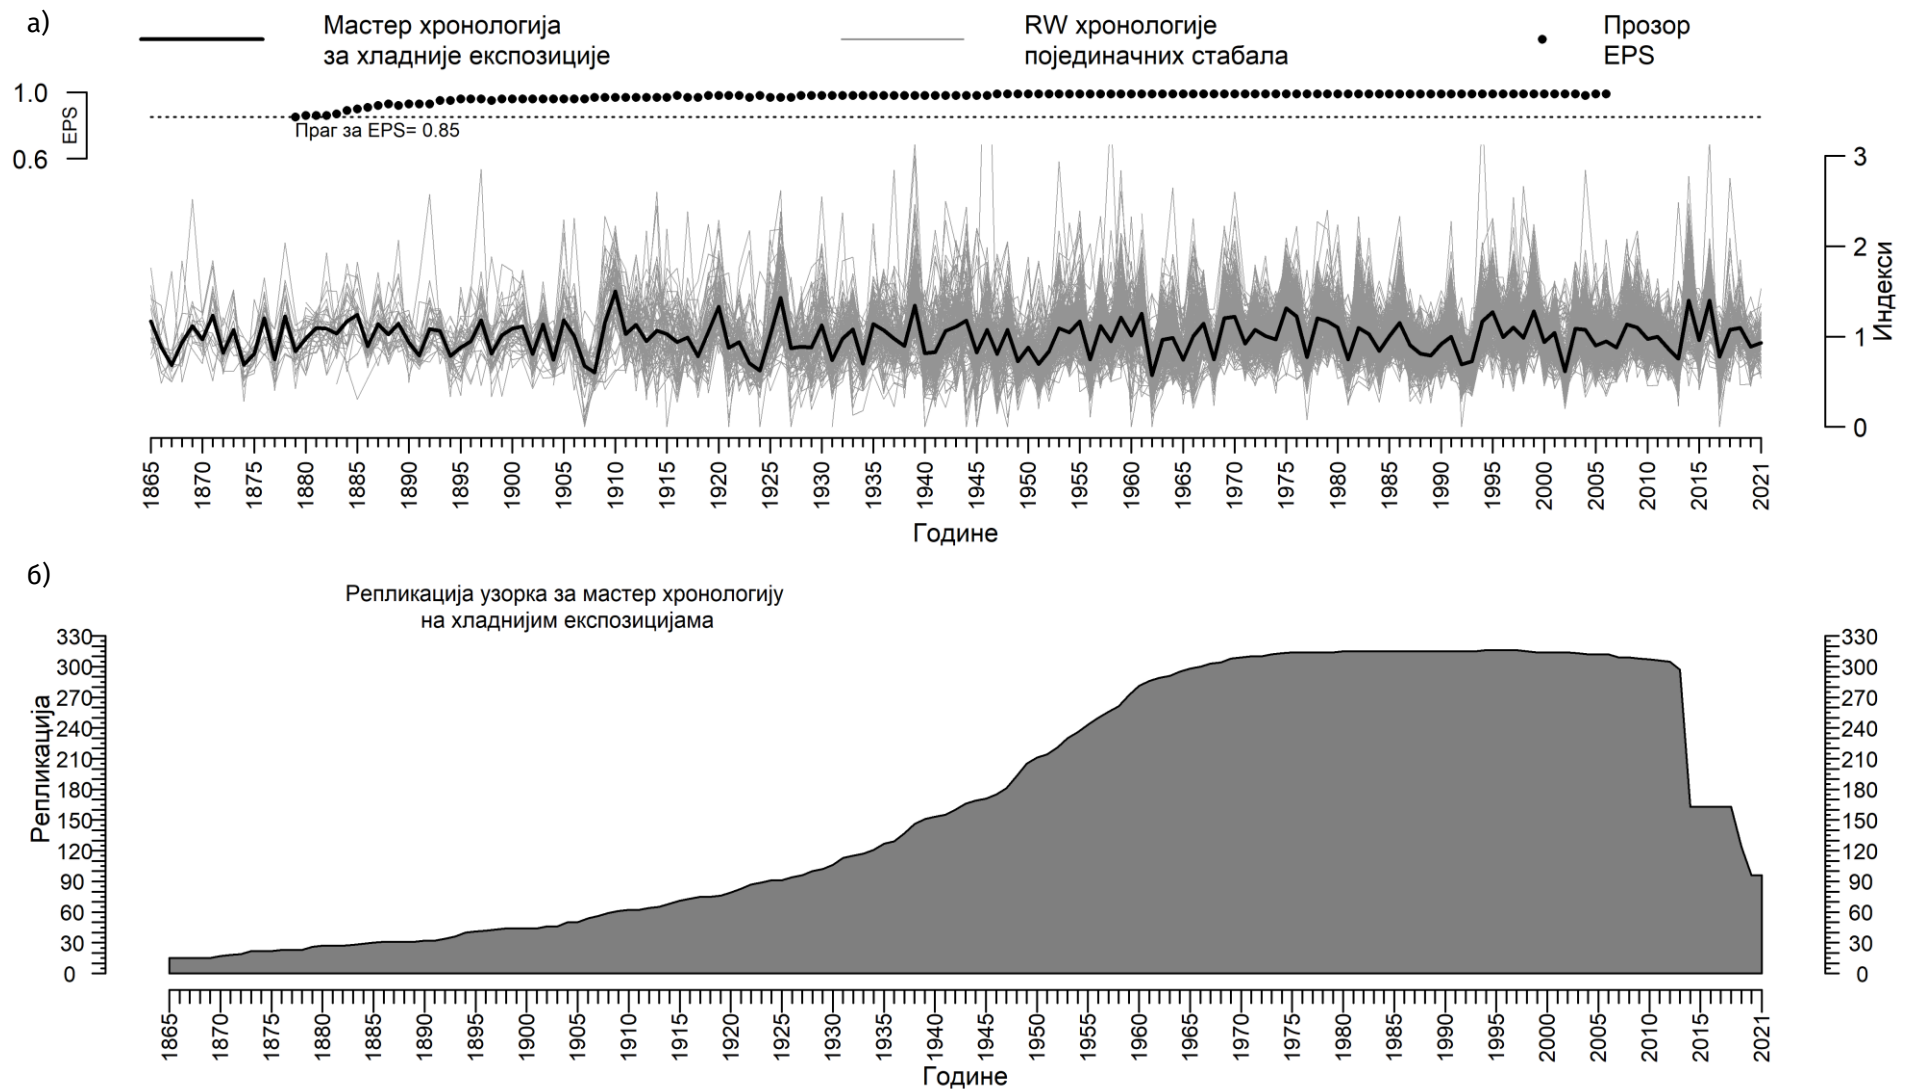 а)
Мастер хронологија
за хладније експозиције
RW хронологије
појединачних стабала
Прозор
EPS
1.0
0.6
EPS
Праг за EPS= 0.85
3
2
1
0
Индекси
1865 1870 1875 1880 1885 1890 1895 1900 1905 1910 1915 1920 1925 1930 1935 1940 1945 1950 1955 1960 1965 1970 1975 1980 1985 1990 1995 2000 2005 2010 2015 2021
Године
б)
Репликација узорка за мастер хронологију
на хладнијим експозицијама
330
300
270
240
210
180
150
120
90
60
30
0
Репликација
330
300
270
240
210
180
150
120
90
60
30
0
1865 1870 1875 1880 1885 1890 1895 1900 1905 1910 1915 1920 1925 1930 1935 1940 1945 1950 1955 1960 1965 1970 1975 1980 1985 1990 1995 2000 2005 2010 2015 2021
Године